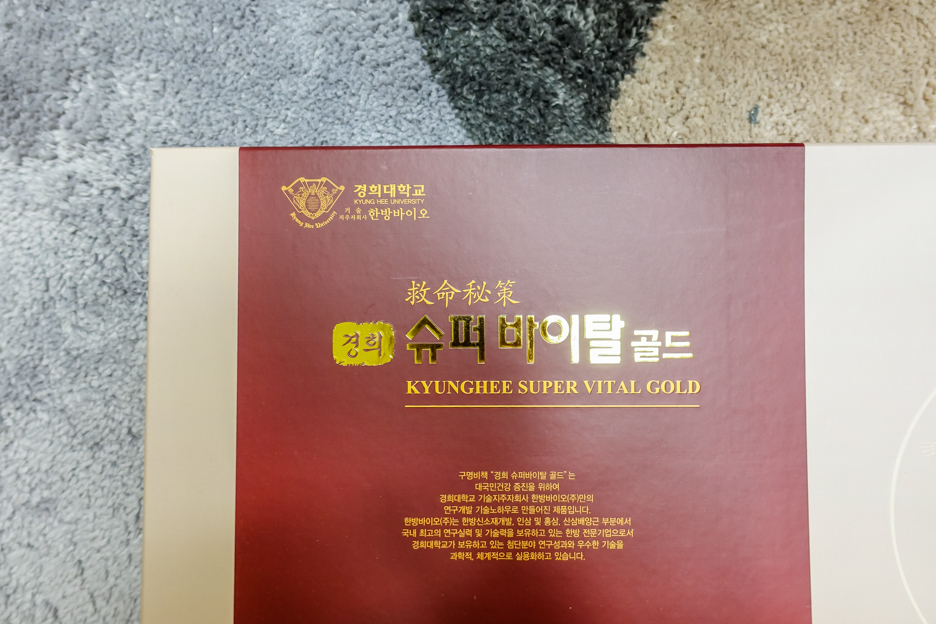 경희대학교
KYUNG HEE UNIVERSITY
기술
지주자회사 한방바이오
Kyung Hee University
救命秘策
경희 슈퍼바이탈 골드
KYUNGHEE SUPER VITAL GOLD
구명비책 "경희 슈퍼바이탈 골드"는
대국민건강 증진을 위하여
경희대학교 기술지주자회사 한방바이오(주)만의
연구개발 기술노하우로 만들어진 제품입니다.
한방바이오(주)는 한방신소재개발, 인삼 및 홍삼, 산삼배양근 부분에서
국내 최고의 연구실력 및 기술력을 보유하고 있는 한방 전문기업으로서
경희대학교가 보유하고 있는 첨단분야 연구성과와 우수한 기술을
과학적, 체계적으로 실용화하고 있습니다.